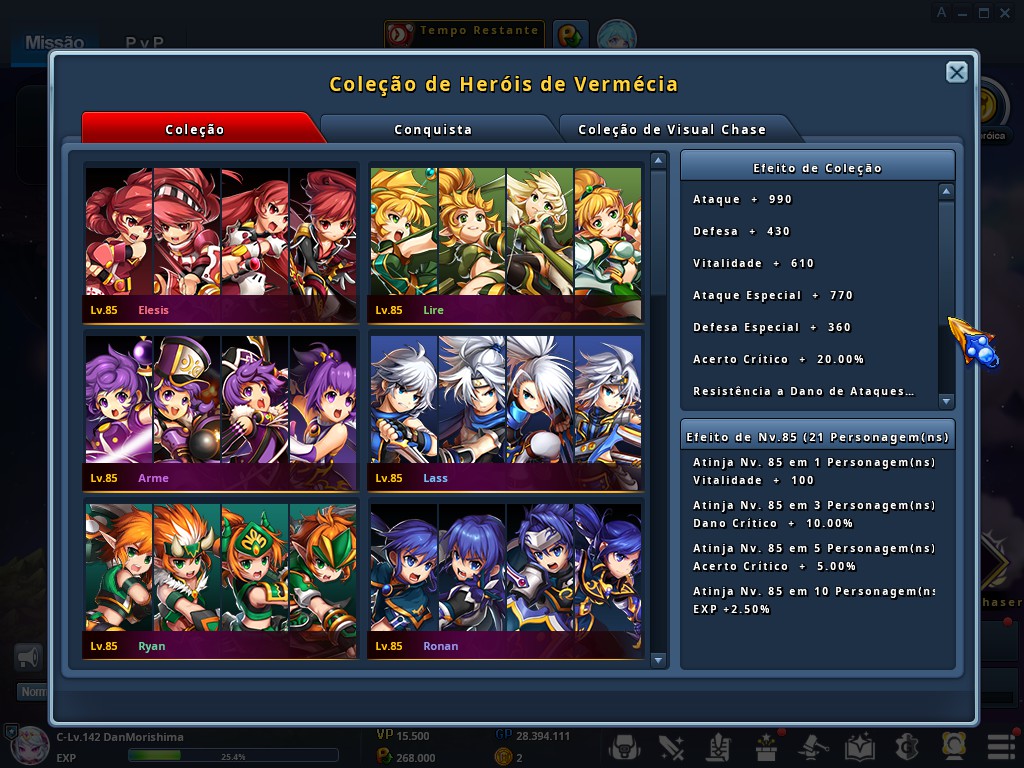 A
Missão
PvP
Tempo Restante
Coleção de Heróis de Vermécia
Coleção
Conquista
Coleção de Visual Chase
Efeito de Coleção
Ataque + 990
Defesa + 430
Vitalidade + 610
Ataque Especial + 770
Defesa Especial + 360
Acerto Crítico + 20.00%
Resistência a Dano de Ataques...
Lv.85 Elesis
Lv.85 Lire
Lv.85 Arme
Lv.85 Lass
Lv.85 Ryan
Lv.85 Ronan
Efeito de Nv.85 (21 Personagem(ns)
Atinja Nv. 85 em 1 Personagem(ns)
Vitalidade + 100
Atinja Nv. 85 em 3 Personagem(ns)
Dano Crítico + 10.00%
Atinja Nv. 85 em 5 Personagem(ns)
Acerto Crítico + 5.00%
Atinja Nv. 85 em 10 Personagem(ns
EXP +2.50%
Norm
C-Lv.142 DanMorishima
EXP
25.4%
VP 15.500
268.000
GP 28.394.111
2